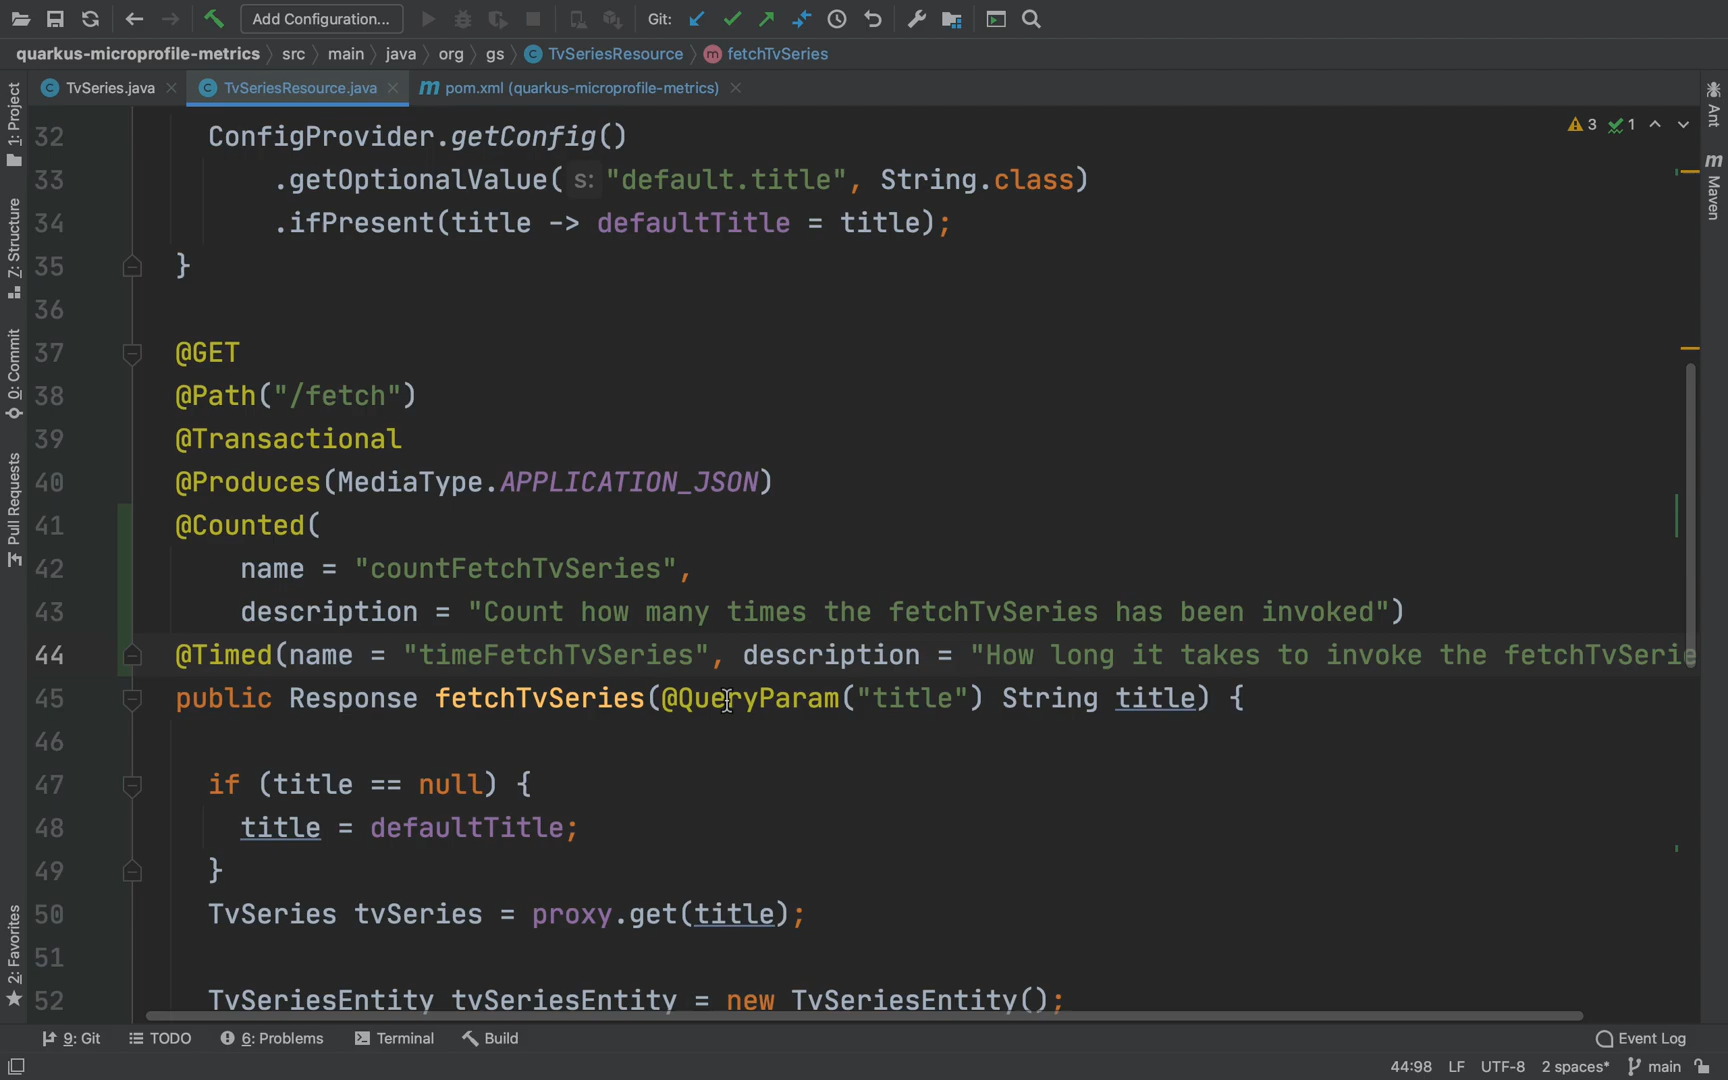 Add Configuration...
Git:
quarkus-microprofile-metrics src main java org gs TvSeriesResource fetchTvSeries
TvSeries.java TvSeriesResource.java pom.xml (quarkus-microprofile-metrics)
1: Project
7: Structure
0: Commit
Pull Requests
2: Favorites
Ant
Maven
3 1
32 ConfigProvider.getConfig()
33 .getOptionalValue( s: "default.title", String.class)
34 .ifPresent(title -> defaultTitle = title);
35 }
36
37 @GET
38 @Path("/fetch")
39 @Transactional
40 @Produces(MediaType.APPLICATION_JSON)
41 @Counted(
42 name = "countFetchTvSeries",
43 description = "Count how many times the fetchTvSeries has been invoked")
44 @Timed(name = "timeFetchTvSeries", description = "How long it takes to invoke the fetchTvSerie
45 public Response fetchTvSeries(@QueryParam("title") String title) {
46
47 if (title == null) {
48 title = defaultTitle;
49 }
50 TvSeries tvSeries = proxy.get(title);
51
52 TvSeriesEntity tvSeriesEntity = new TvSeriesEntity();
9: Git TODO 6: Problems Terminal Build Event Log
44:98 LF UTF-8 2 spaces* main